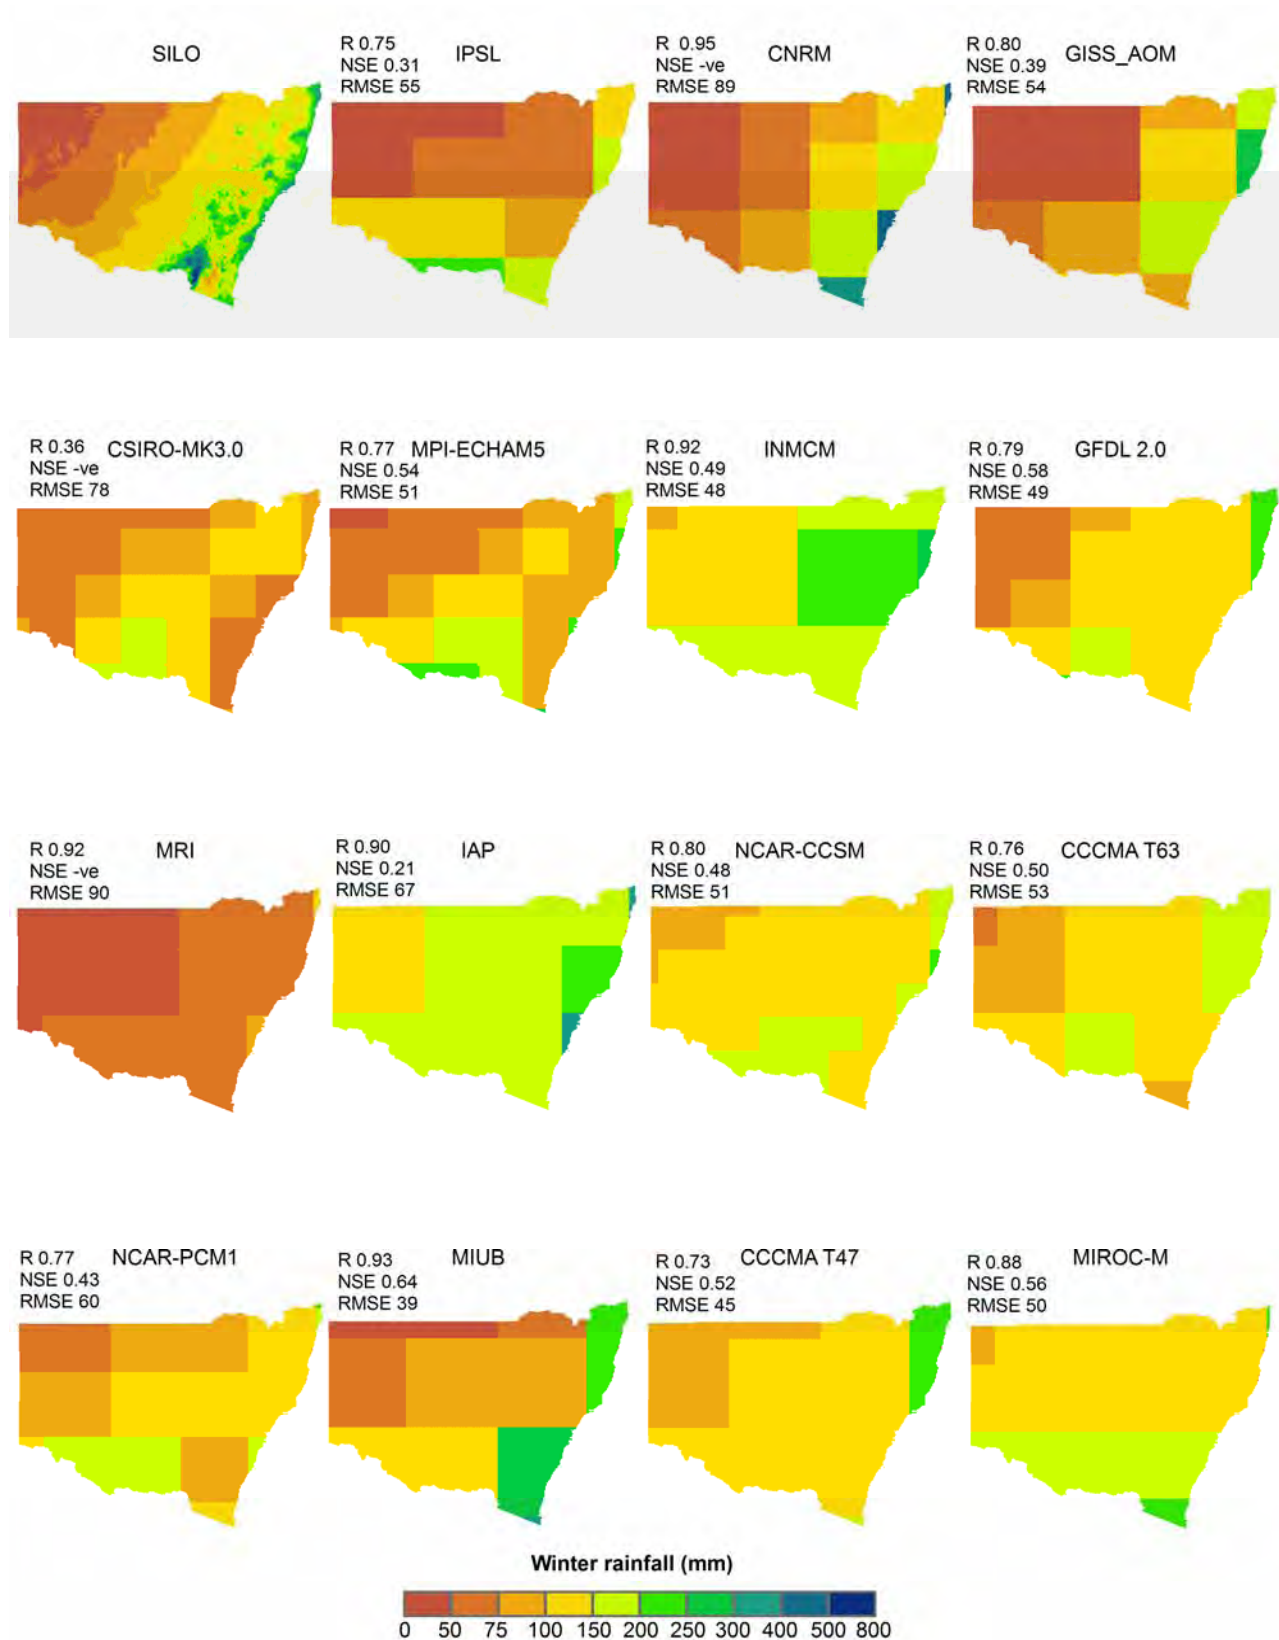 SILO
R 0.75
NSE 0.31
RMSE 55
IPSL
R 0.95
NSE -ve
RMSE 89
CNRM
R 0.80
NSE 0.39
RMSE 54
GISS_AOM
R 0.36
NSE -ve
RMSE 78
CSIRO-MK3.0
R 0.77
NSE 0.54
RMSE 51
MPI-ECHAM5
R 0.92
NSE 0.49
RMSE 48
INMCM
R 0.79
NSE 0.58
RMSE 49
GFDL 2.0
R 0.92
NSE -ve
RMSE 90
MRI
R 0.90
NSE 0.21
RMSE 67
IAP
R 0.80
NSE 0.48
RMSE 51
NCAR-CCSM
R 0.76
NSE 0.50
RMSE 53
CCCMA T63
R 0.77
NSE 0.43
RMSE 60
NCAR-PCM1
R 0.93
NSE 0.64
RMSE 39
MIUB
R 0.73
NSE 0.52
RMSE 45
CCCMA T47
R 0.88
NSE 0.56
RMSE 50
MIROC-M
Winter rainfall (mm)
0 50 75 100 150 200 250 300 400 500 800